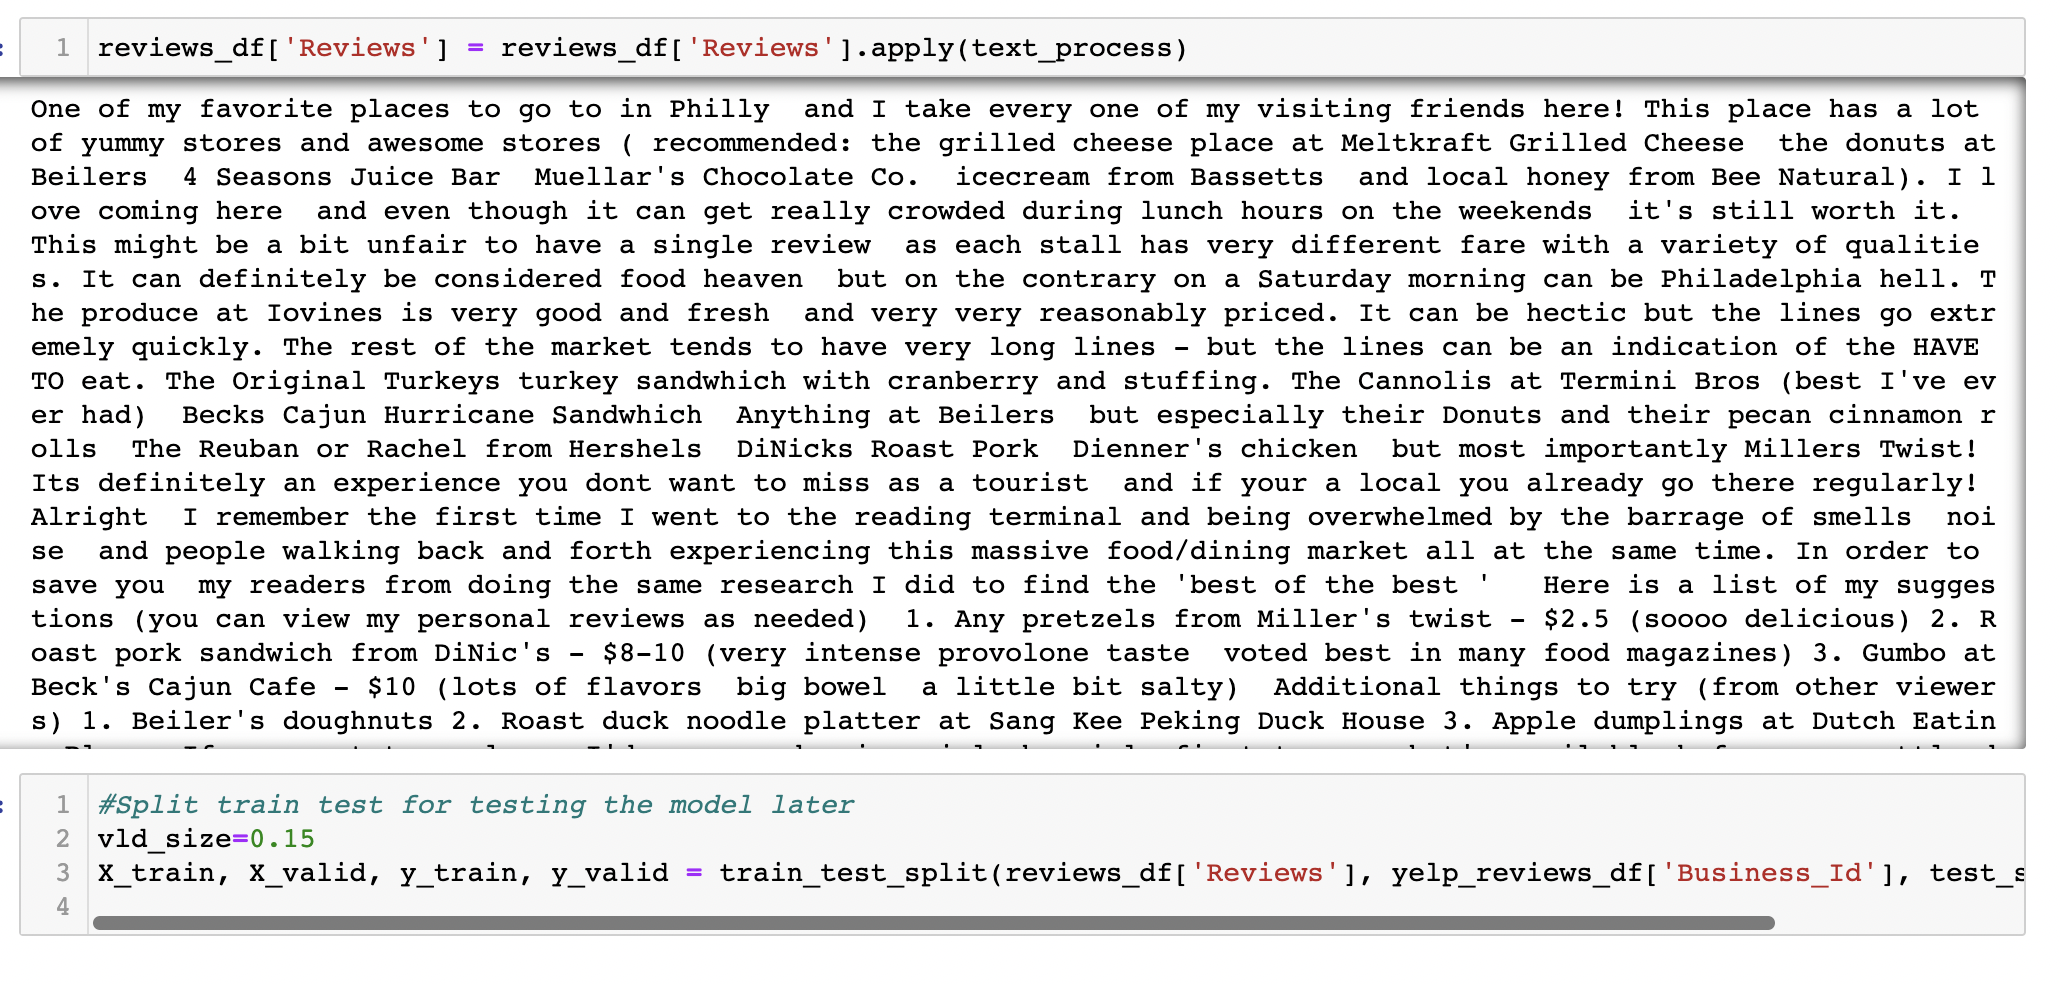 1 reviews_df['Reviews'] = reviews_df['Reviews'].apply(text_process)
One of my favorite places to go to in Philly  and I take every one of my visiting friends here! This place has a lot
of yummy stores and awesome stores ( recommended: the grilled cheese place at Meltkraft Grilled Cheese  the donuts at
Beilers  4 Seasons Juice Bar  Muellar's Chocolate Co.  icecream from Bassetts  and local honey from Bee Natural). I l
ove coming here  and even though it can get really crowded during lunch hours on the weekends  it's still worth it.
This might be a bit unfair to have a single review  as each stall has very different fare with a variety of qualitie
s. It can definitely be considered food heaven  but on the contrary on a Saturday morning can be Philadelphia hell. T
he produce at Iovines is very good and fresh  and very very reasonably priced. It can be hectic but the lines go extr
emely quickly. The rest of the market tends to have very long lines - but the lines can be an indication of the HAVE
TO eat. The Original Turkeys turkey sandwhich with cranberry and stuffing. The Cannolis at Termini Bros (best I've ev
er had)  Becks Cajun Hurricane Sandwhich  Anything at Beilers  but especially their Donuts and their pecan cinnamon r
olls  The Reuban or Rachel from Hershels  DiNicks Roast Pork  Dienner's chicken  but most importantly Millers Twist!
Its definitely an experience you dont want to miss as a tourist  and if your a local you already go there regularly!
Alright  I remember the first time I went to the reading terminal and being overwhelmed by the barrage of smells  noi
se  and people walking back and forth experiencing this massive food/dining market all at the same time. In order to
save you  my readers from doing the same research I did to find the 'best of the best '   Here is a list of my sugges
tions (you can view my personal reviews as needed)  1. Any pretzels from Miller's twist - $2.5 (soooo delicious) 2. R
oast pork sandwich from DiNic's - $8-10 (very intense provolone taste  voted best in many food magazines) 3. Gumbo at
Beck's Cajun Cafe - $10 (lots of flavors  big bowel  a little bit salty)  Additional things to try (from other viewer
s) 1. Beiler's doughnuts 2. Roast duck noodle platter at Sang Kee Peking Duck House 3. Apple dumplings at Dutch Eatin
1 #Split train test for testing the model later
2 vld_size=0.15
3 X_train, X_valid, y_train, y_valid = train_test_split(reviews_df['Reviews'], yelp_reviews_df['Business_Id'], test_s
4